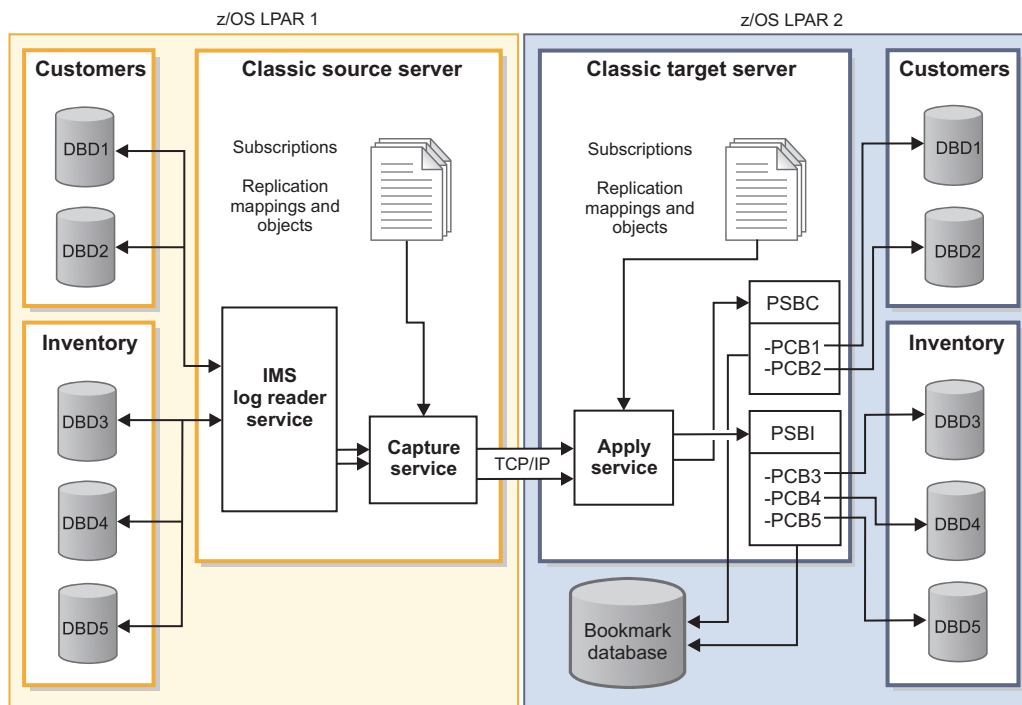 z/OS LPAR 1
Customers
DBD1
DBD2
Inventory
DBD3
DBD4
DBD5
Classic source server
Subscriptions
Replication
mappings and
objects
IMS
log reader
service
Capture
service
TCP/IP
z/OS LPAR 2
Classic target server
Subscriptions
Replication
mappings and
objects
Apply
service
PSBC
-PCB1
-PCB2
PSBI
-PCB3
-PCB4
-PCB5
Bookmark
database
Customers
DBD1
DBD2
Inventory
DBD3
DBD4
DBD5